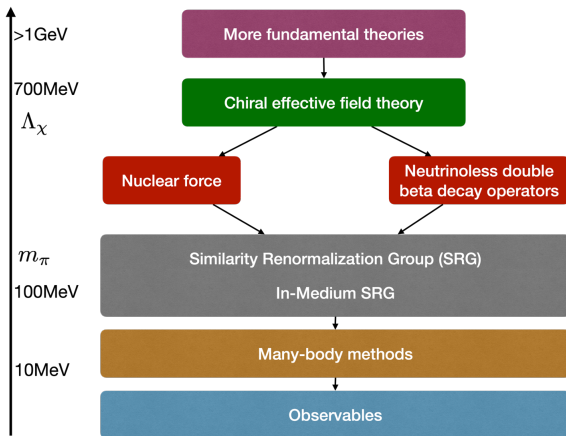 >1GeV
More fundamental theories
700MeV
Chiral effective field theory
Λχ
Nuclear force
Neutrinoless double
beta decay operators
mπ
Similarity Renormalization Group (SRG)
100MeV
In-Medium SRG
Many-body methods
10MeV
Observables